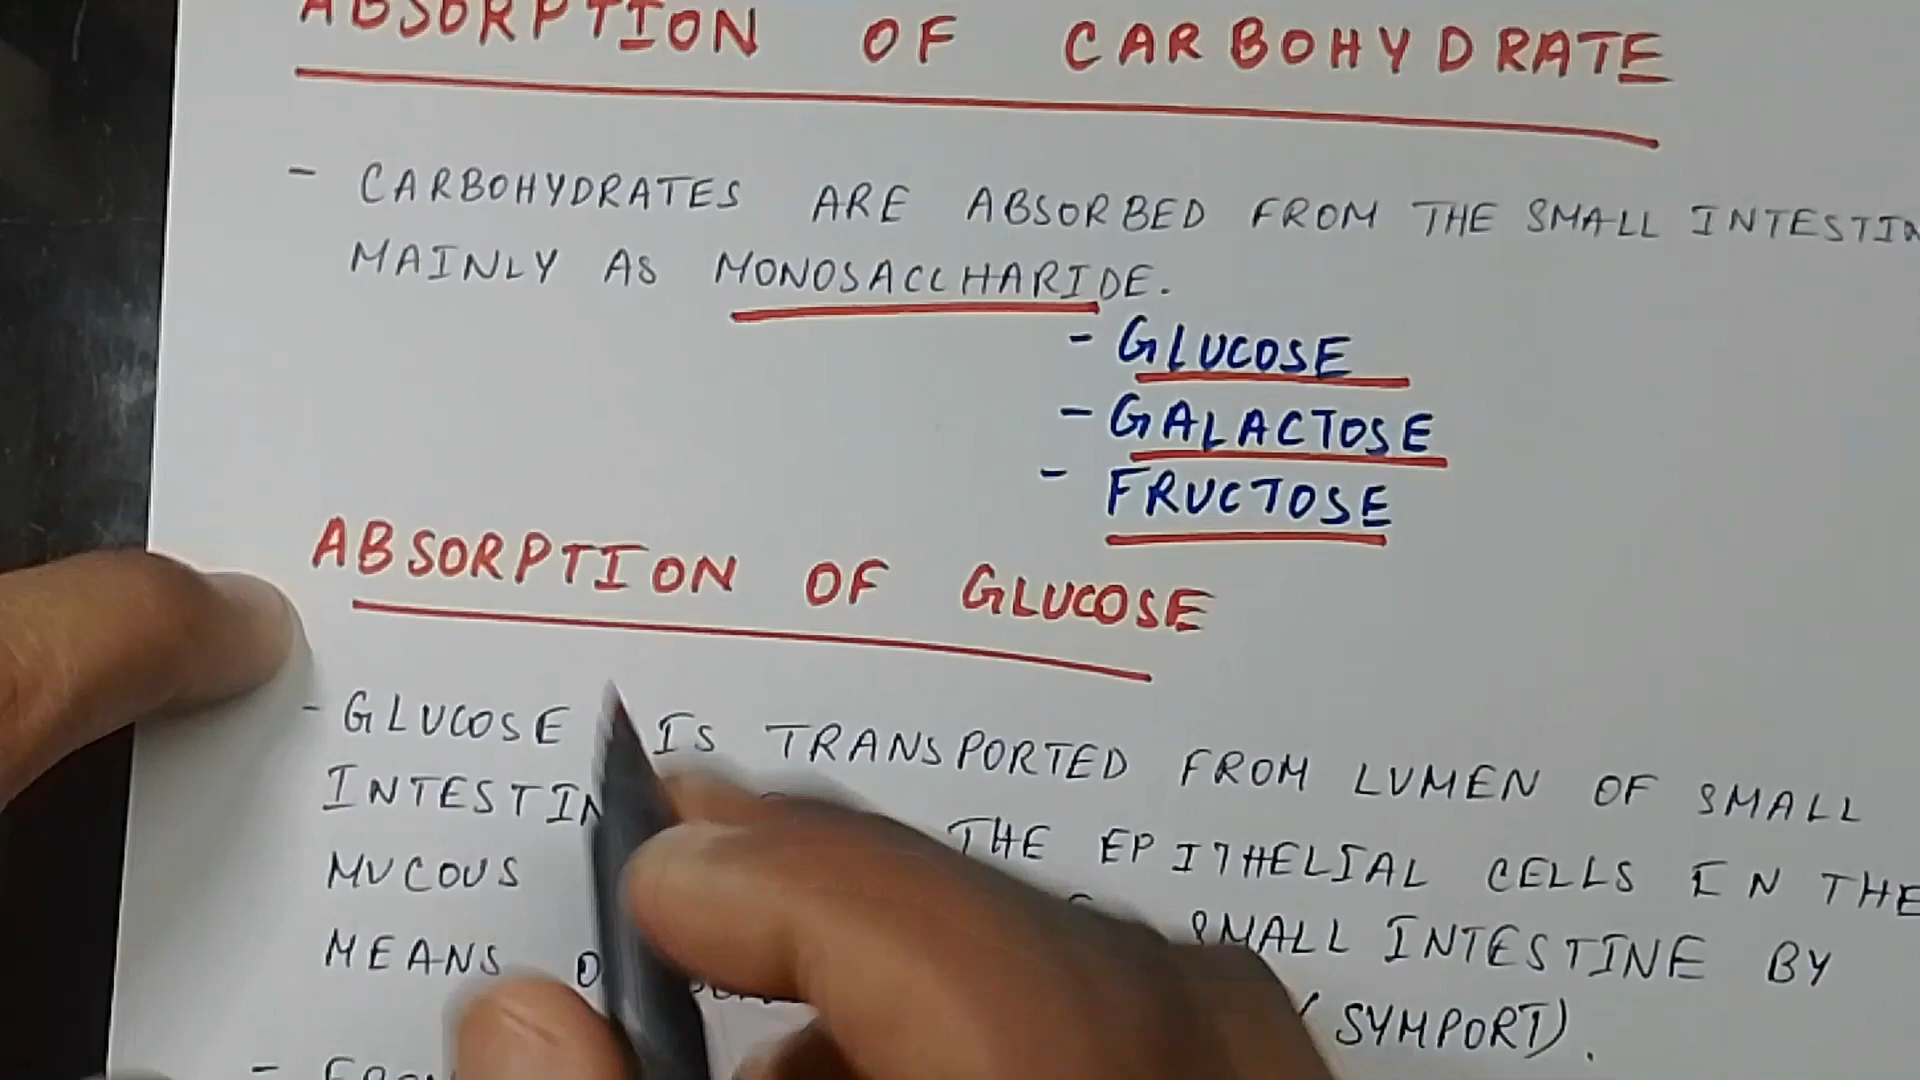 ABSORPTION OF CARBOHYDRATE
- CARBOHYDRATES ARE ABSORBED FROM THE SMALL INTESTIN
MAINLY AS MONOSACCHARIDE.
- GLUCOSE
- GALACTOSE
- FRUCTOSE
ABSORPTION OF GLUCOSE
- GLUCOSE IS TRANSPORTED FROM LUMEN OF SMALL
INTESTIN THE EPITHELIAL CELLS IN THE
MUCOUS SMALL INTESTINE BY
MEANS (SYMPORT).
-